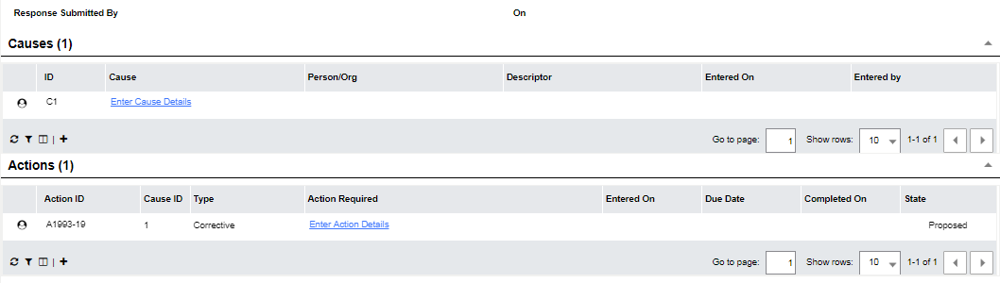 Response Submitted By On
Causes (1)
ID Cause Person/Org Descriptor Entered On Entered by
C1 Enter Cause Details
| + Go to page: 1 Show rows: 10 1-1 of 1
Actions (1)
Action ID Cause ID Type Action Required Entered On Due Date Completed On State
A1993-19 1 Corrective Enter Action Details Proposed
| + Go to page: 1 Show rows: 10 1-1 of 1